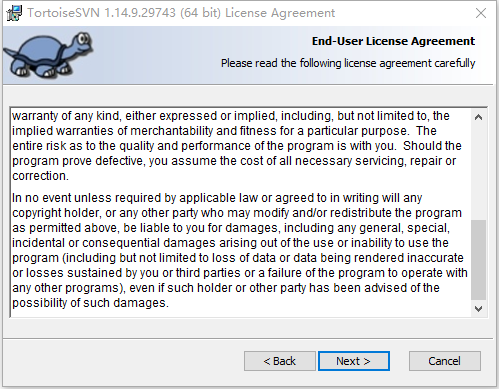 TortoiseSVN 1.14.9.29743 (64 bit) License Agreement
End-User License Agreement
Please read the following license agreement carefully
warranty of any kind, either expressed or implied, including, but not limited to, the
implied warranties of merchantability and fitness for a particular purpose.  The
entire risk as to the quality and performance of the program is with you.  Should the
program prove defective, you assume the cost of all necessary servicing, repair or
correction.
In no event unless required by applicable law or agreed to in writing will any
copyright holder, or any other party who may modify and/or redistribute the program
as permitted above, be liable to you for damages, including any general, special,
incidental or consequential damages arising out of the use or inability to use the
program (including but not limited to loss of data or data being rendered inaccurate
or losses sustained by you or third parties or a failure of the program to operate with
any other programs), even if such holder or other party has been advised of the
possibility of such damages.
< Back
Next >
Cancel